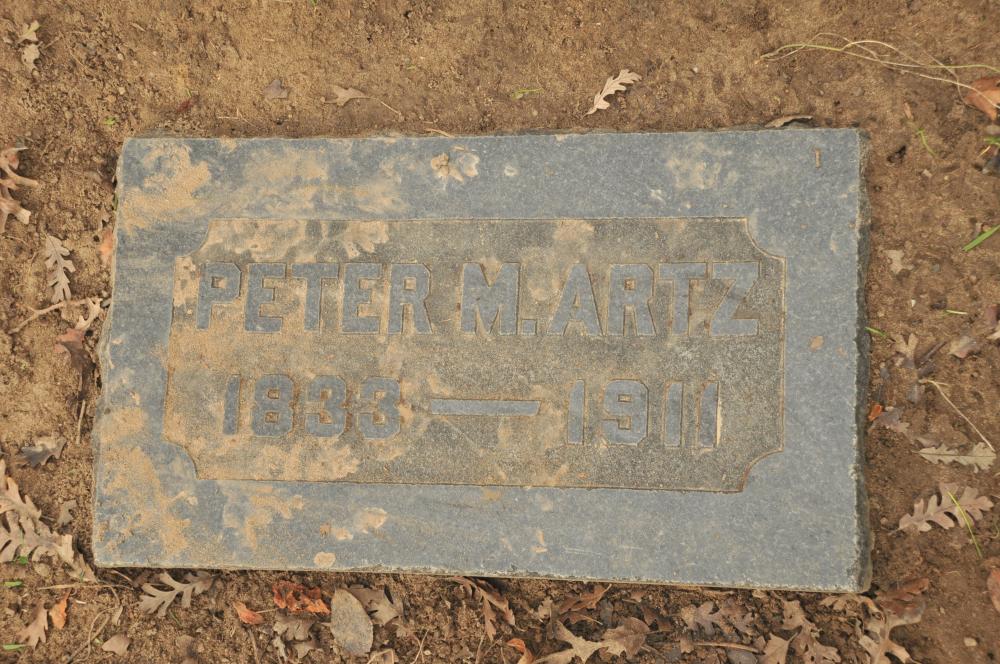 PETER M. ARTZ
1833 — 1911